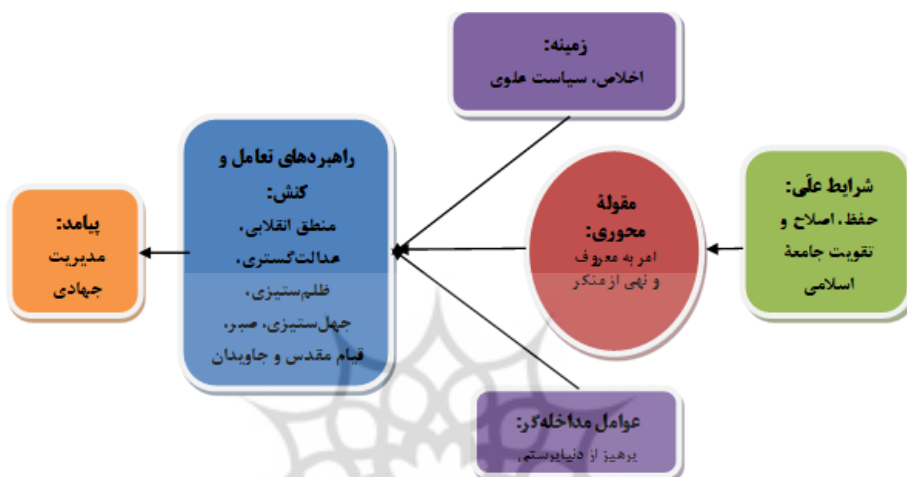 زمینه:
اخلاص، سیاست علوی
شرایط علّی:
حفظ، اصلاح و
تقویت جامعهٔ
اسلامی
مقولهٔ
محوری:
امر به معروف
و نهی از منکر
راهبردهای تعامل و
کنش:
منطق انقلابی،
عدالت‌گستری،
ظلم‌ستیزی،
جهل‌ستیزی، صبر،
قیام مقدس و جاویدان
پیامد:
مدیریت
جهادی
عوامل مداخله‌گر:
پرهیز از دنیاپرستی